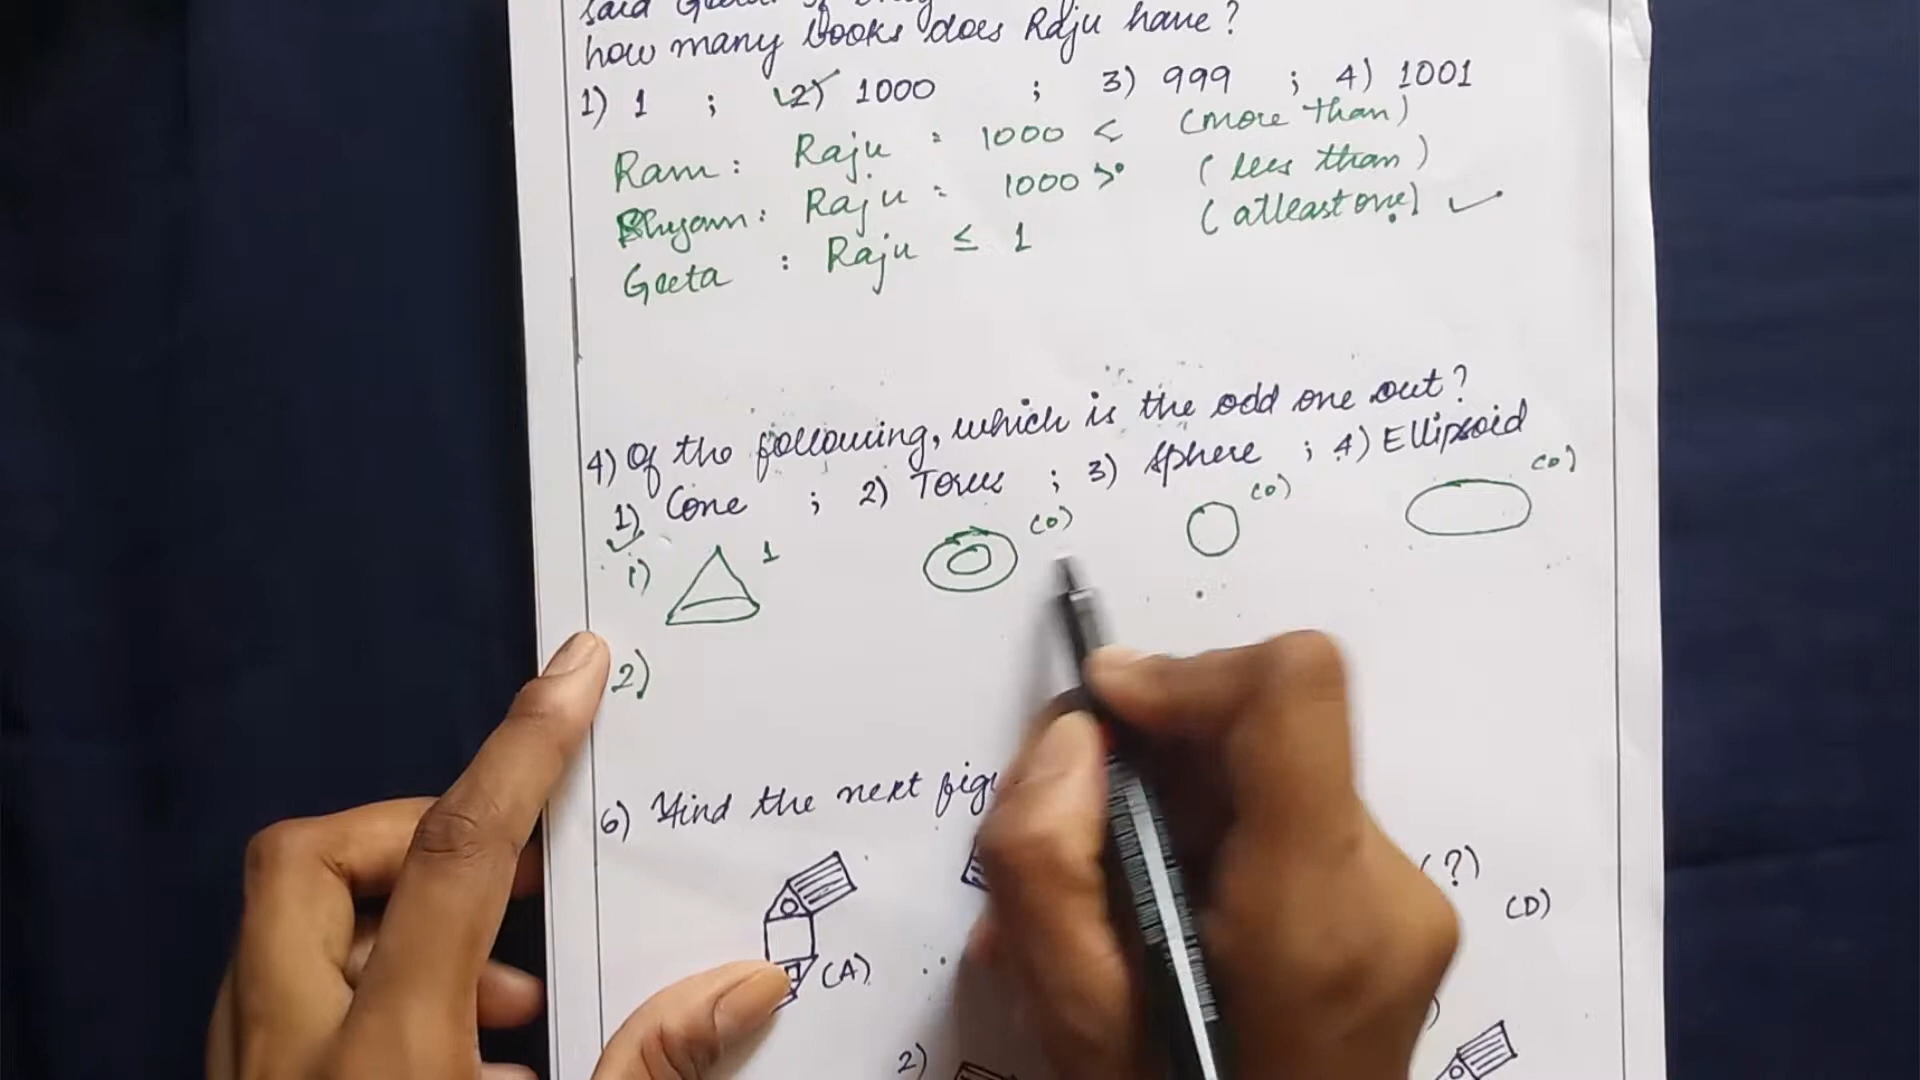 said
how many books does Raju have?
1) 1 ; 2) 1000 ; 3) 999 ; 4) 1001
Ram: Raju = 1000 < (more than)
Shyam: Raju = 1000 > (less than)
Geeta : Raju ≤ 1 (atleast one)
4) Of the following, which is the odd one out?
1) Cone ; 2) Torus ; 3) Sphere ; 4) Ellipsoid
1) 1 (0) (0) (0)
2)
6) Find the next
(?)
(A) (D)
2)